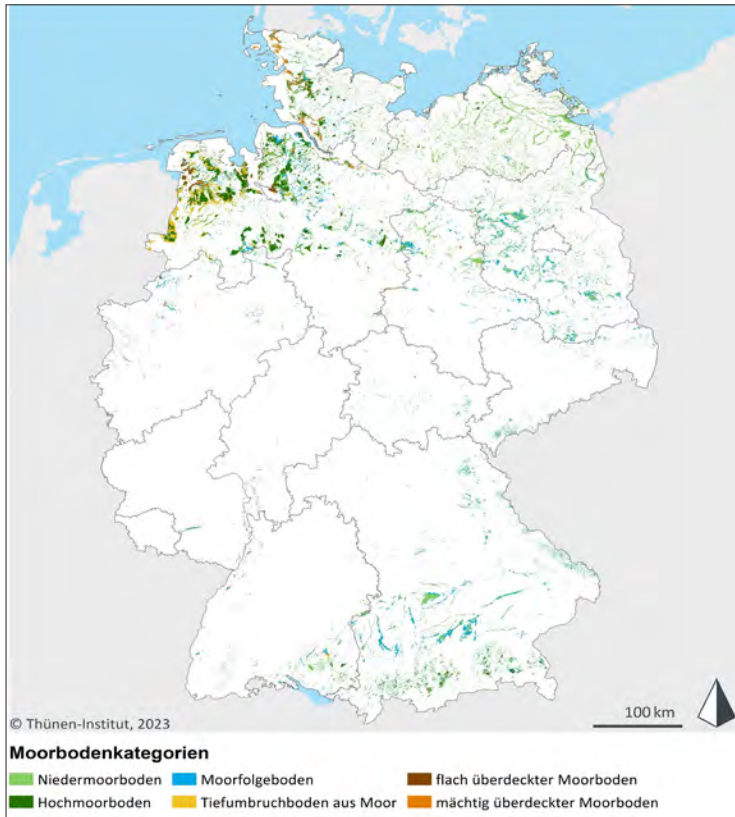 © Thünen-Institut, 2023
100 km
Moorbodenkategorien
Niedermoorboden Moorfolgeboden flach überdeckter Moorboden
Hochmoorboden Tiefumbruchboden aus Moor mächtig überdeckter Moorboden